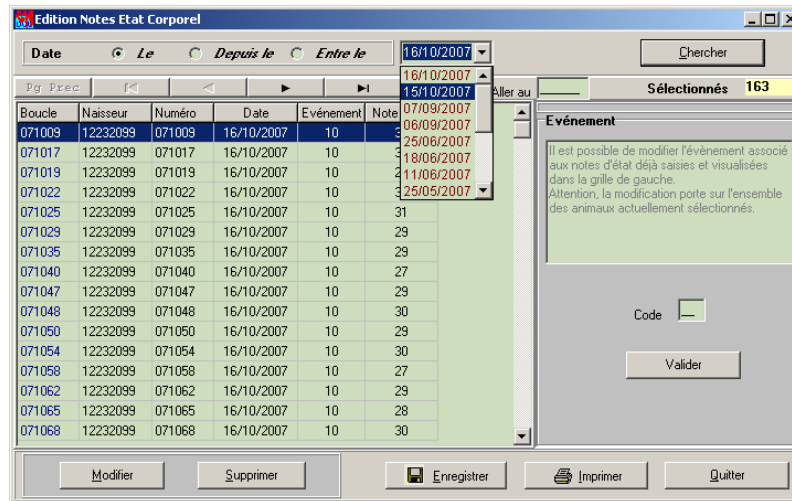 Edition Notes Etat Corporel
Date Le Depuis le Entre le 16/10/2007 Chercher
Pg Prec Aller au Sélectionnés 163
16/10/2007
15/10/2007
07/09/2007
06/09/2007
25/06/2007
18/06/2007
11/06/2007
25/05/2007
Boucle Naisseur Numéro Date Evénement Note
071009 12232099 071009 16/10/2007 10
071017 12232099 071017 16/10/2007 10
071019 12232099 071019 16/10/2007 10
071022 12232099 071022 16/10/2007 10
071025 12232099 071025 16/10/2007 10 31
071029 12232099 071029 16/10/2007 10 29
071035 12232099 071035 16/10/2007 10 29
071040 12232099 071040 16/10/2007 10 27
071047 12232099 071047 16/10/2007 10 29
071048 12232099 071048 16/10/2007 10 30
071050 12232099 071050 16/10/2007 10 29
071054 12232099 071054 16/10/2007 10 30
071058 12232099 071058 16/10/2007 10 27
071062 12232099 071062 16/10/2007 10 29
071065 12232099 071065 16/10/2007 10 28
071068 12232099 071068 16/10/2007 10 30
Evénement
Il est possible de modifier l'évènement associé
aux notes d'état déjà saisies et visualisées
dans la grille de gauche.
Attention, la modification porte sur l'ensemble
des animaux actuellement sélectionnés.
Code
Valider
Modifier Supprimer Enregistrer Imprimer Quitter